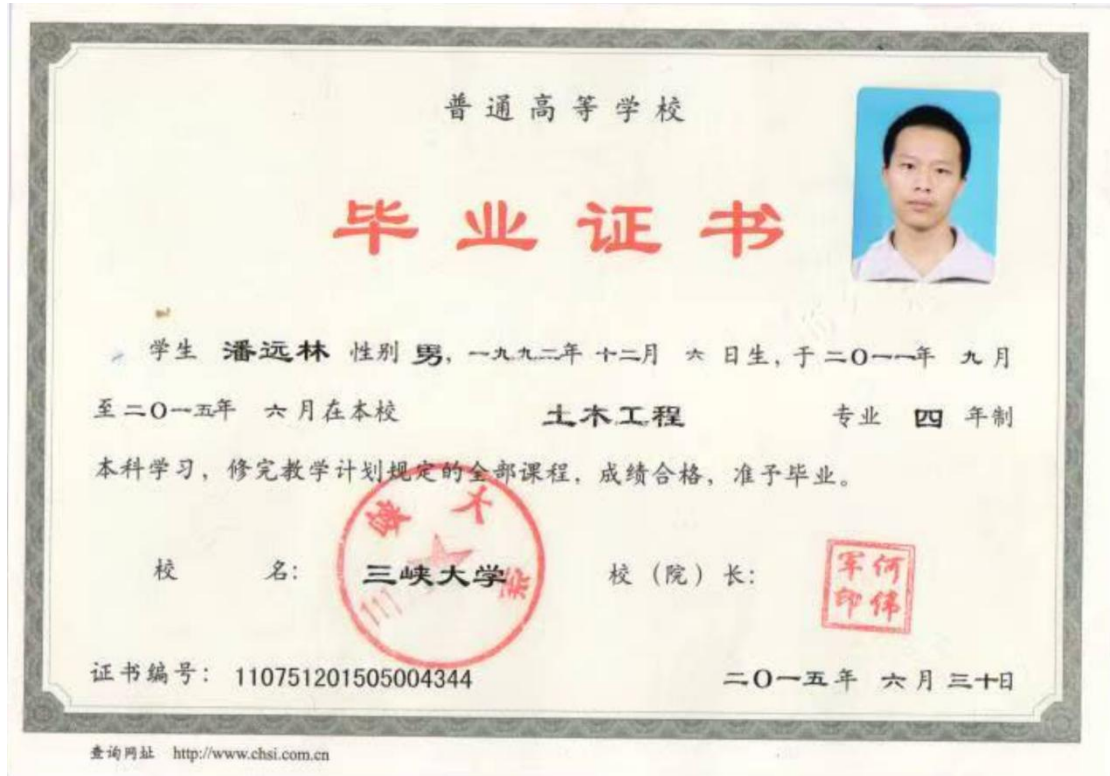 普通高等学校
毕业证书
学生 潘远林 性别 男，一九九二年 十二月 六 日生，于二〇一一年 九月
至二〇一五年 六月在本校 土木工程 专业 四 年制
本科学习，修完教学计划规定的全部课程，成绩合格，准予毕业。
校 名： 三峡大学 校（院）长：
何伟军印
证书编号： 110751201505004344 二〇一五年 六月三十日
查询网址 http://www.chsi.com.cn